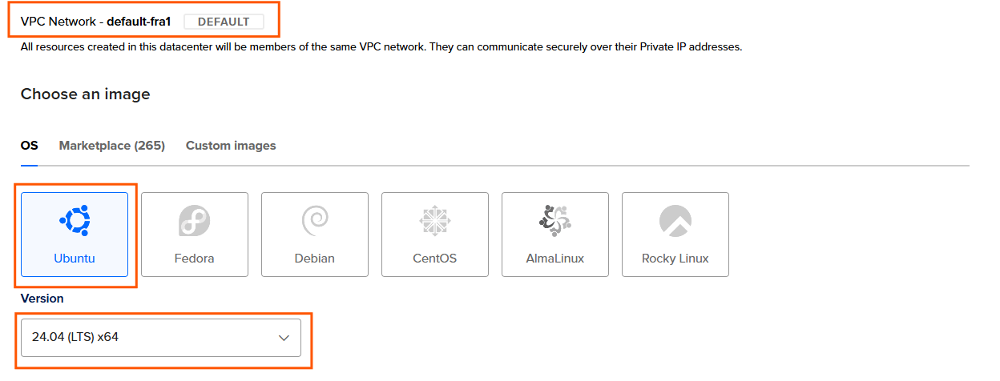 VPC Network - default-fra1 DEFAULT
All resources created in this datacenter will be members of the same VPC network. They can communicate securely over their Private IP addresses.
Choose an image
OS Marketplace (265) Custom images
Ubuntu Fedora Debian CentOS AlmaLinux Rocky Linux
Version
24.04 (LTS) x64